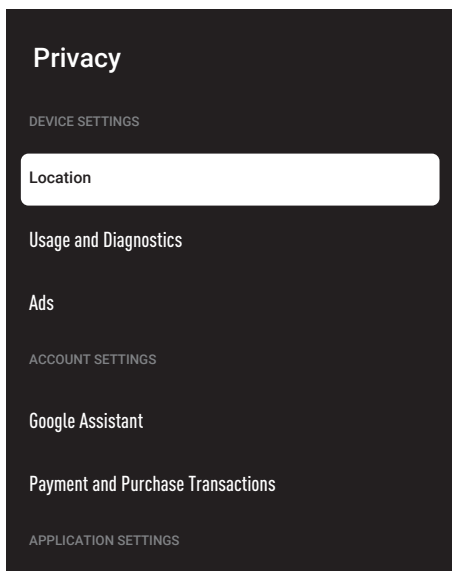 Privacy
DEVICE SETTINGS
Location
Usage and Diagnostics
Ads
ACCOUNT SETTINGS
Google Assistant
Payment and Purchase Transactions
APPLICATION SETTINGS